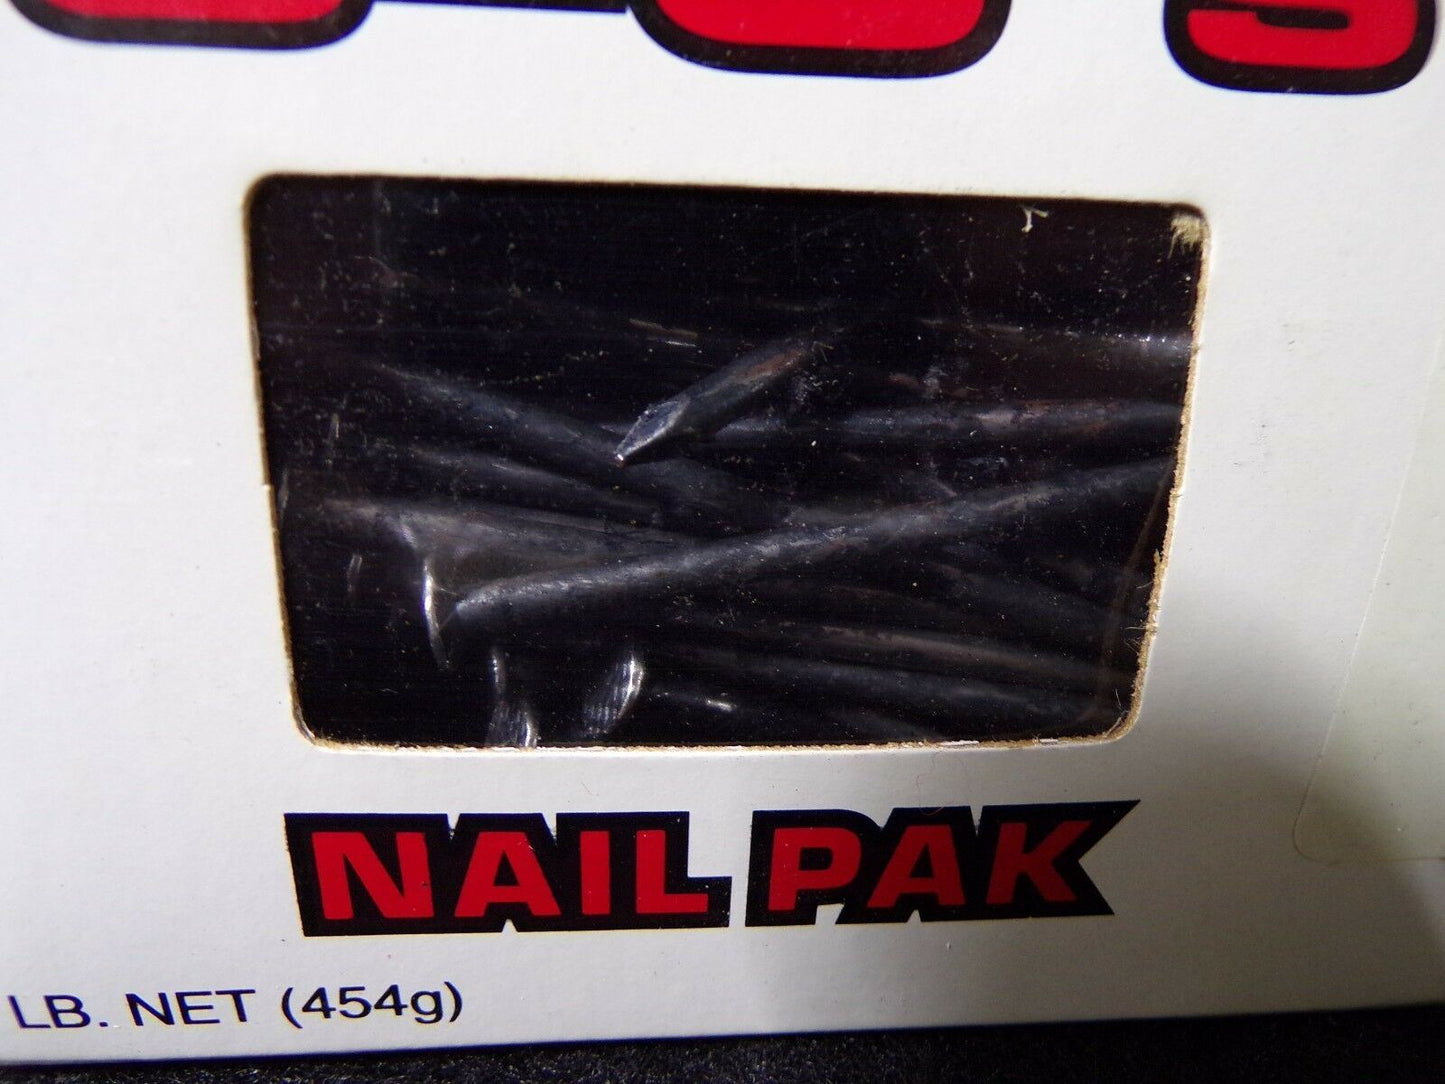 NAIL PAK
LB. NET (454g)